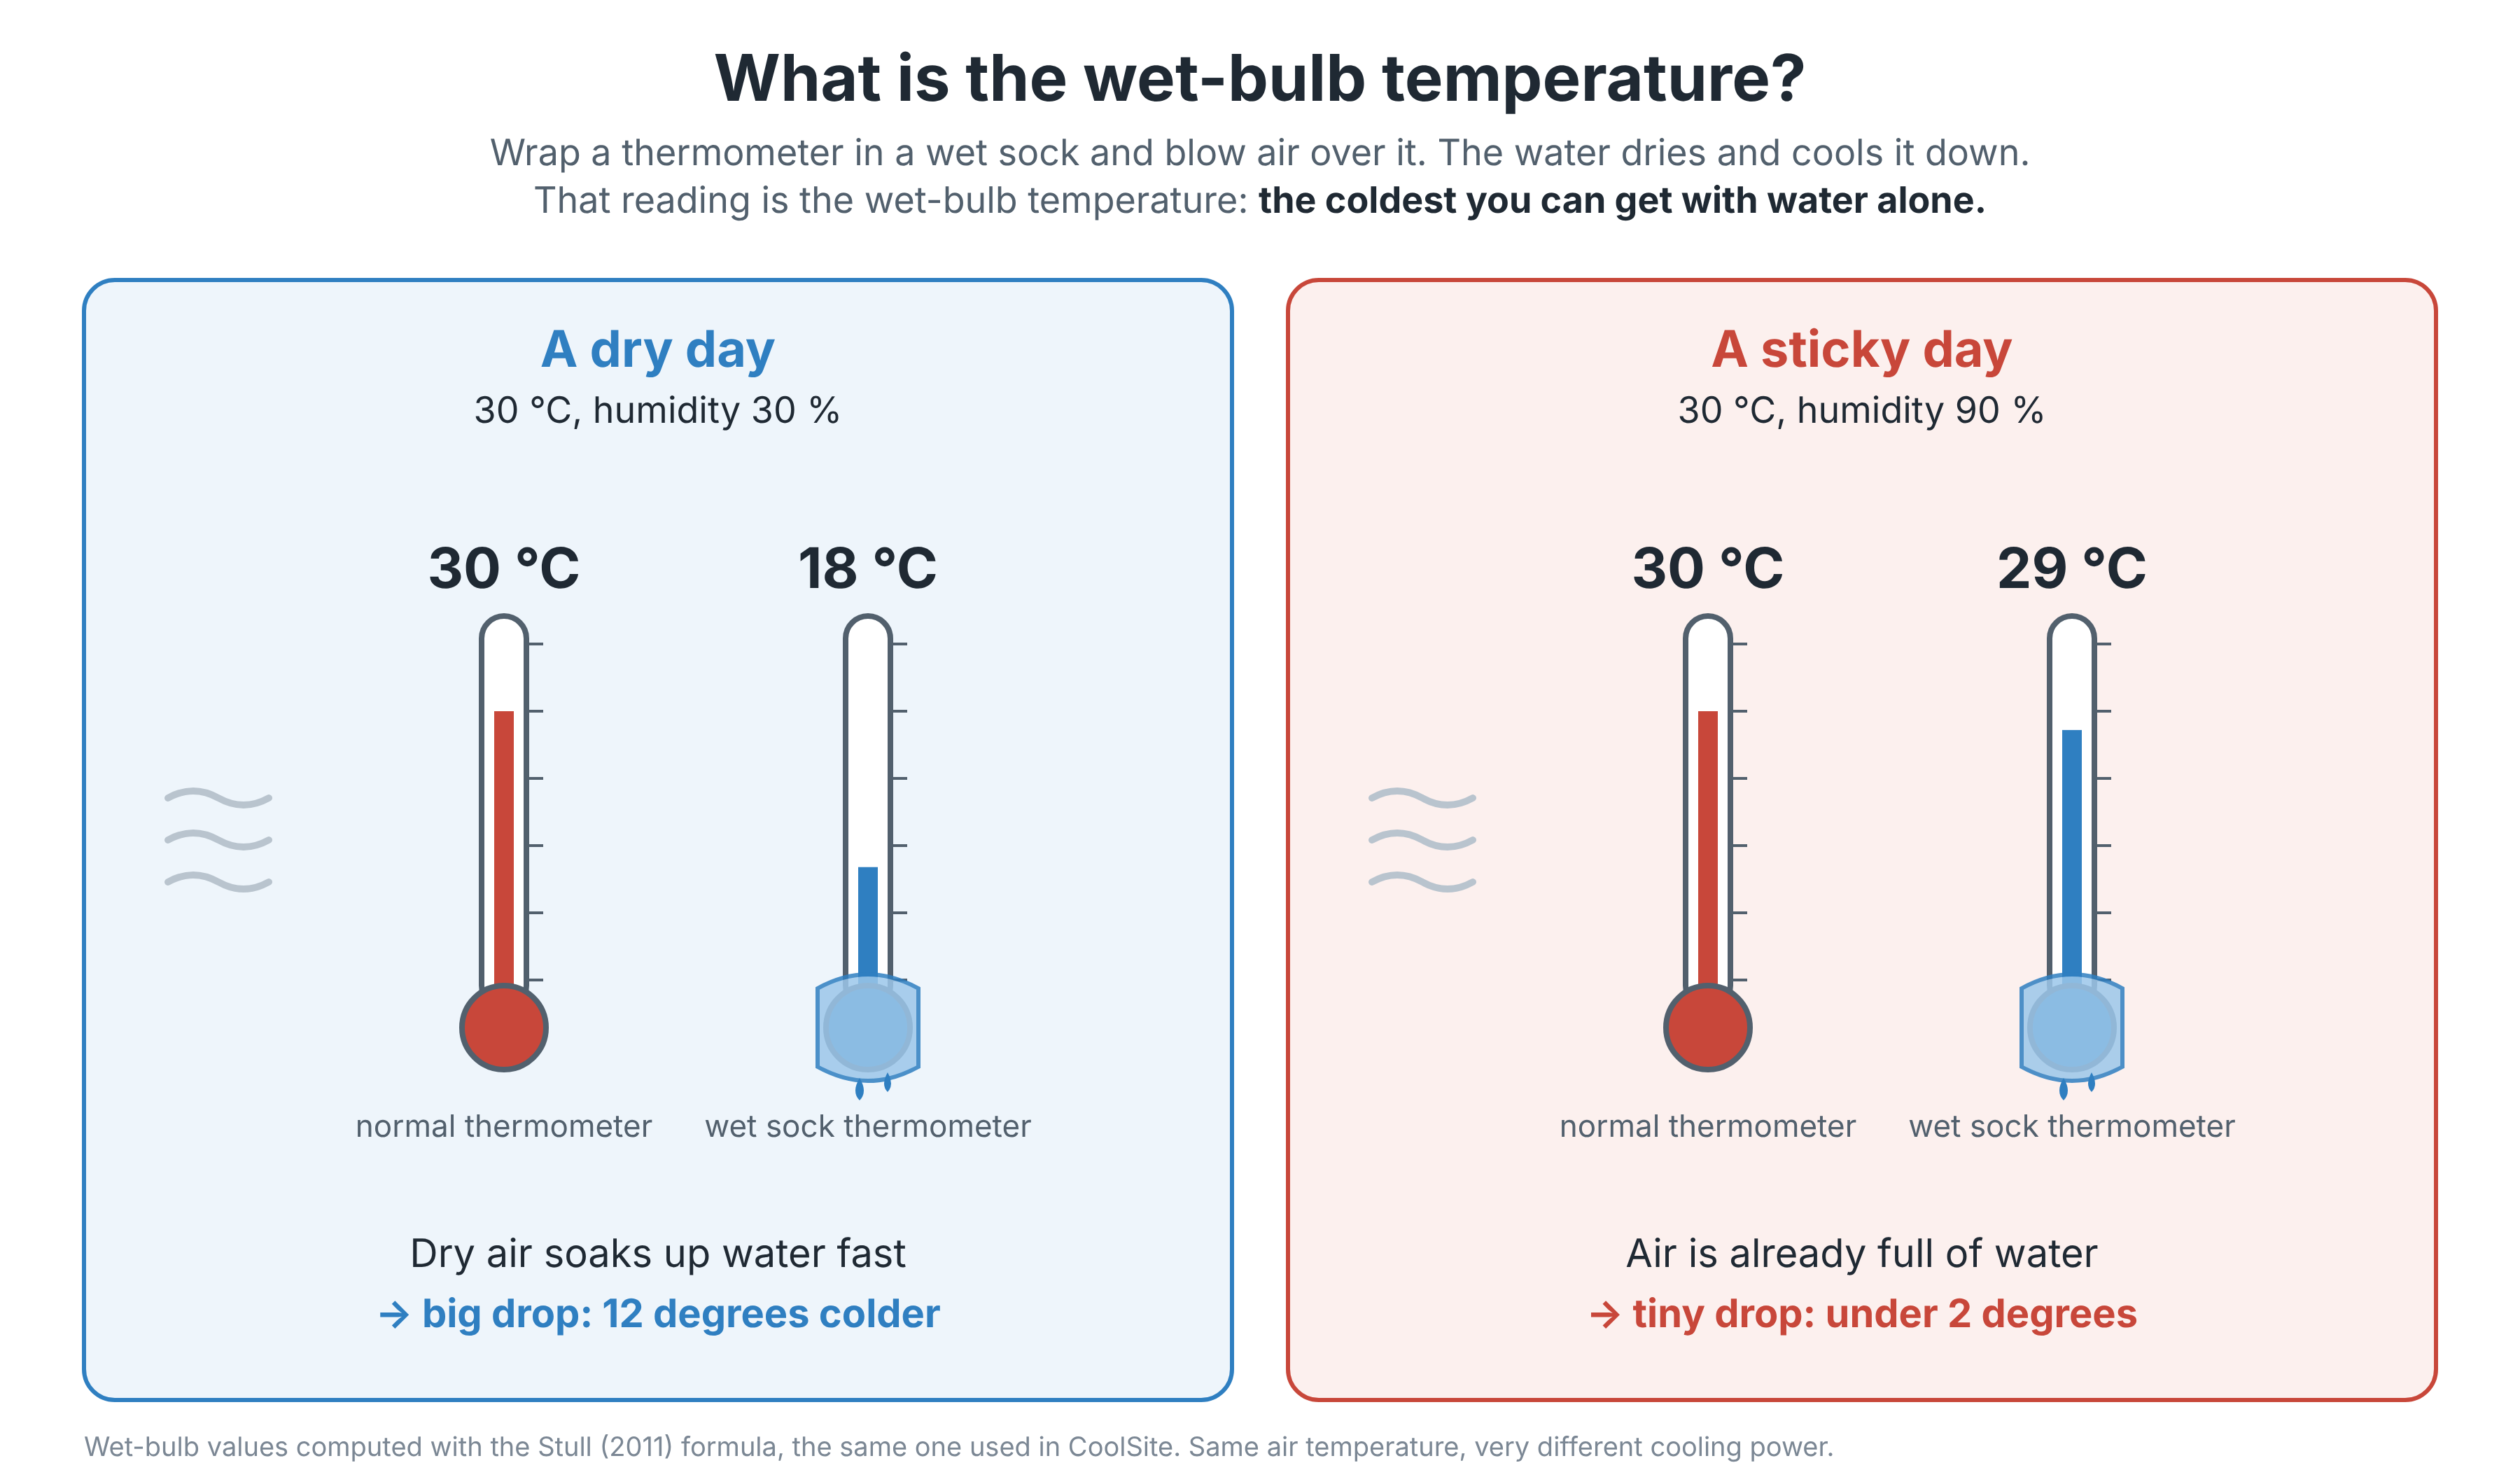 What is the wet-bulb temperature?
Wrap a thermometer in a wet sock and blow air over it. The water dries and cools it down.
That reading is the wet-bulb temperature: the coldest you can get with water alone.
A dry day
30 °C, humidity 30 %
30 °C
18 °C
normal thermometer
wet sock thermometer
Dry air soaks up water fast
→ big drop: 12 degrees colder
A sticky day
30 °C, humidity 90 %
30 °C
29 °C
normal thermometer
wet sock thermometer
Air is already full of water
→ tiny drop: under 2 degrees
Wet-bulb values computed with the Stull (2011) formula, the same one used in CoolSite. Same air temperature, very different cooling power.